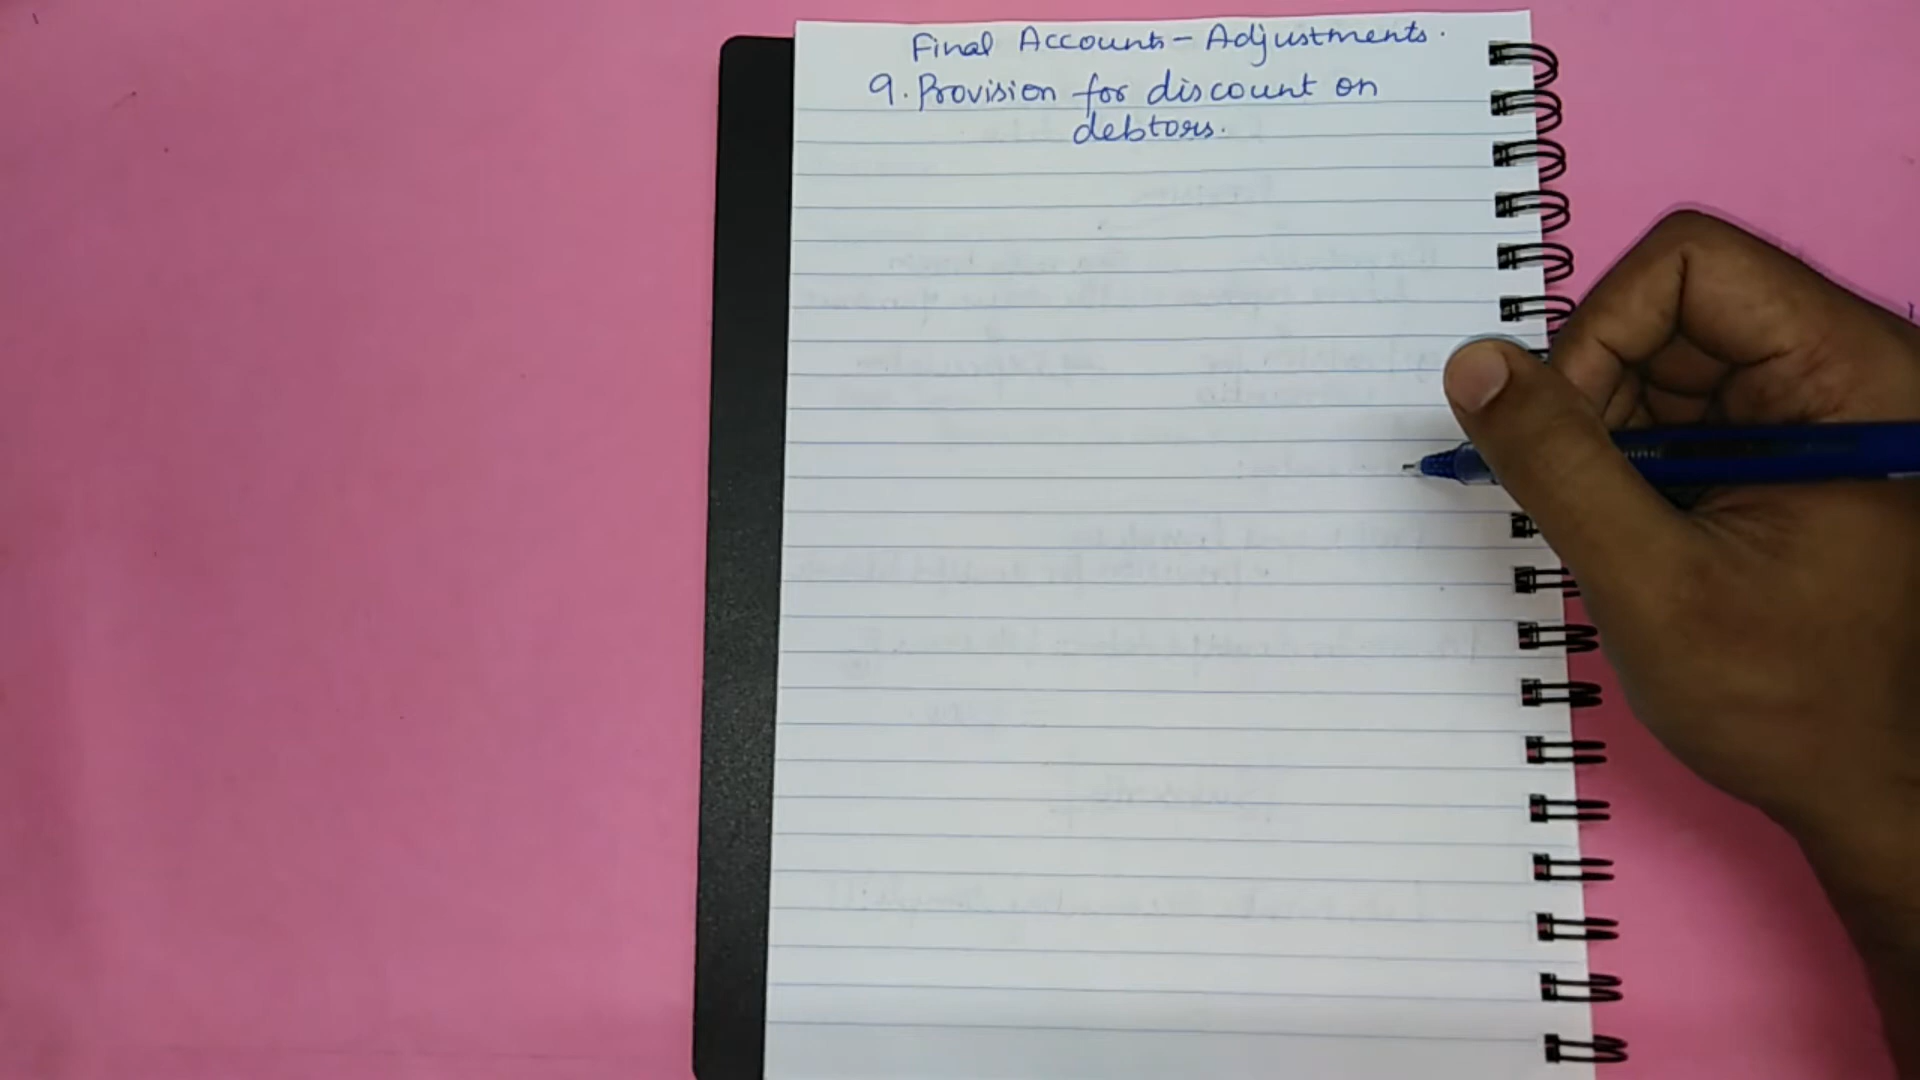 Final Accounts - Adjustments.
9. Provision for discount on
debtors.